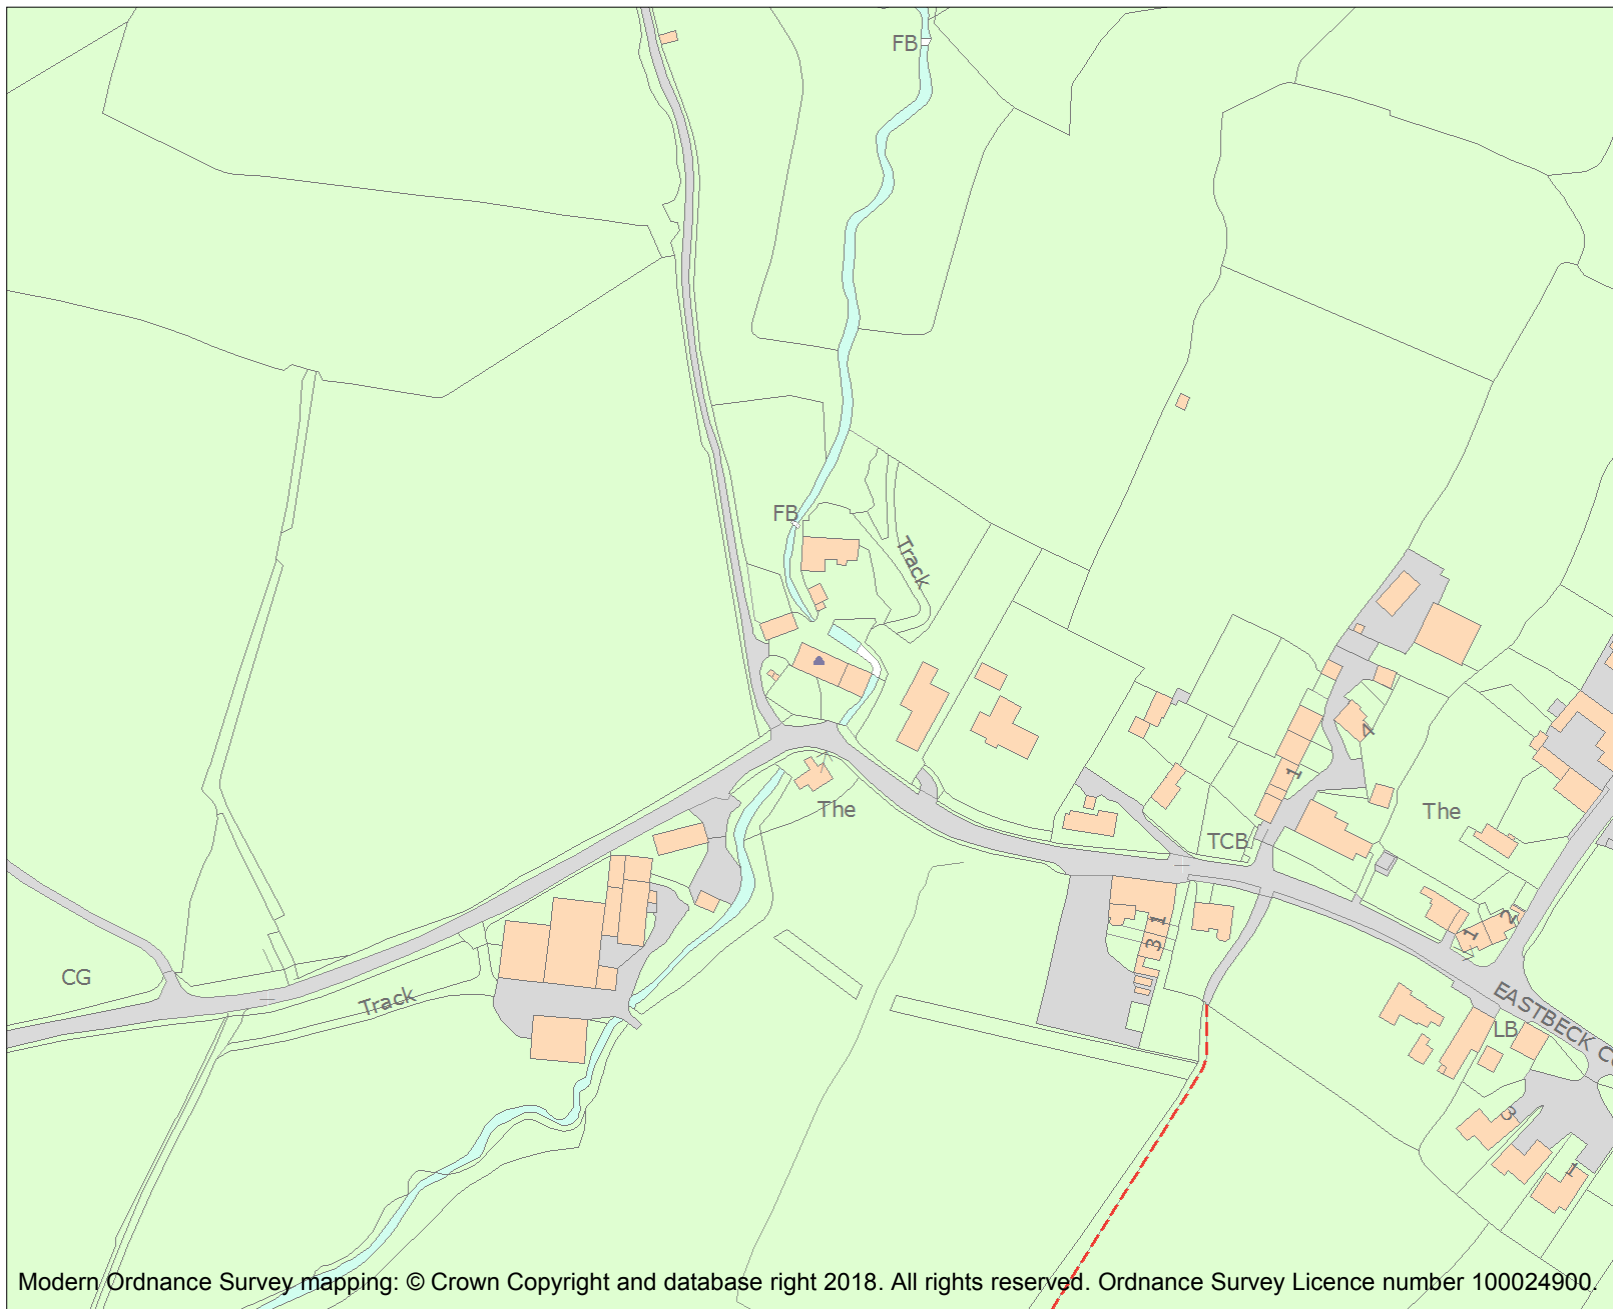 FB
FB
Track
4
1
The
The
TCB
1
3
2
1
CG
Track
EASTBECK
LB
3
1
Modern Ordnance Survey mapping: © Crown Copyright and database right 2018. All rights reserved. Ordnance Survey Licence number 100024900.